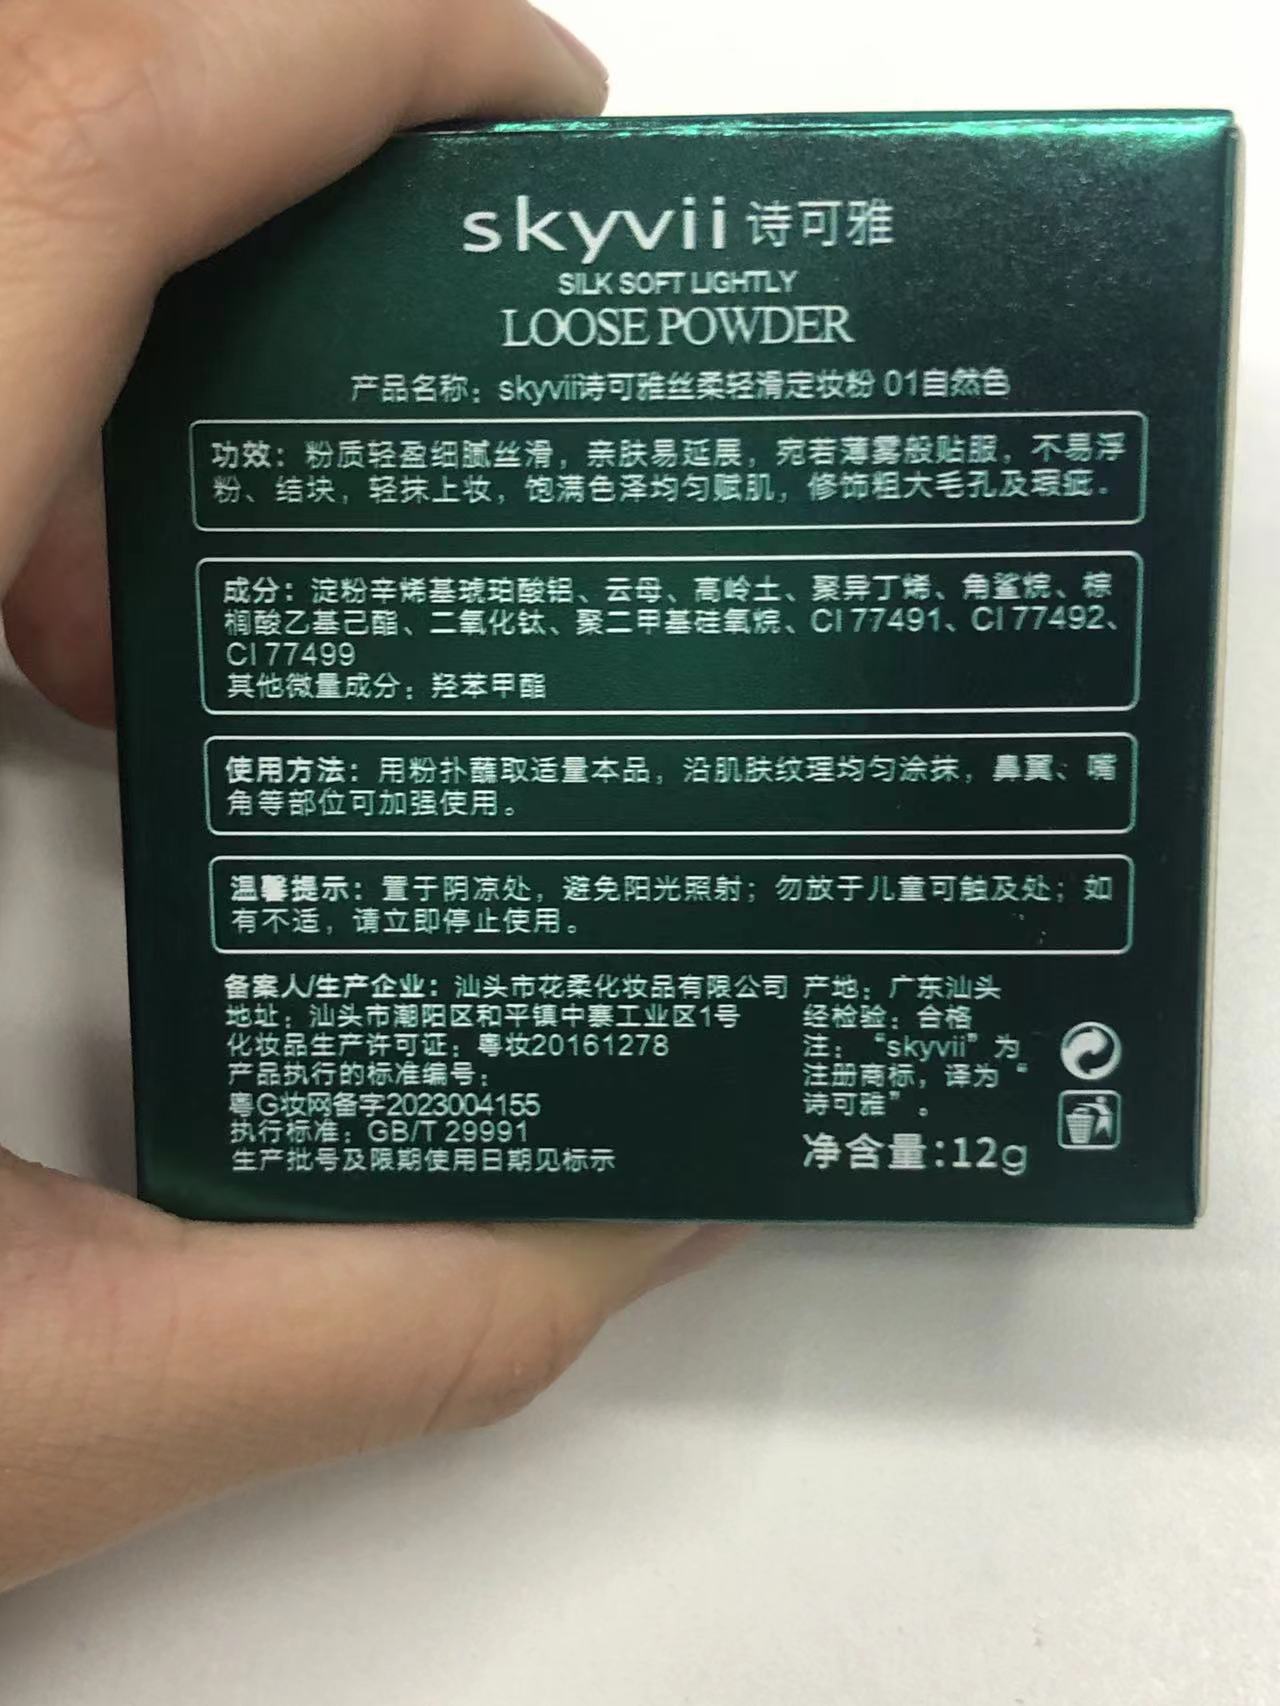 skyvii 诗可雅
SILK SOFT LIGHTLY
LOOSE POWDER
产品名称：skyvii诗可雅丝柔轻滑定妆粉 01自然色
功效：粉质轻盈细腻丝滑，亲肤易延展，宛若薄雾般贴服，不易浮
粉、结块，轻抹上妆，饱满色泽均匀赋肌，修饰粗大毛孔及瑕疵.
成分：淀粉辛烯基琥珀酸铝、云母、高岭土、聚异丁烯、角鲨烷、棕
榈酸乙基己酯、二氧化钛、聚二甲基硅氧烷、CI 77491、CI 77492、
CI 77499
其他微量成分：羟苯甲酯
使用方法：用粉扑蘸取适量本品，沿肌肤纹理均匀涂抹，鼻翼、嘴
角等部位可加强使用。
温馨提示：置于阴凉处，避免阳光照射；勿放于儿童可触及处；如
有不适，请立即停止使用。
备案人/生产企业：汕头市花柔化妆品有限公司
地址：汕头市潮阳区和平镇中寨工业区1号
化妆品生产许可证：粤妆20161278
产品执行的标准编号：
粤G妆网备字2023004155
执行标准：GB/T 29991
生产批号及限期使用日期见标示
产地：广东汕头
经检验：合格
注：“skyvii”为
注册商标，译为“
诗可雅”。
净含量:12g